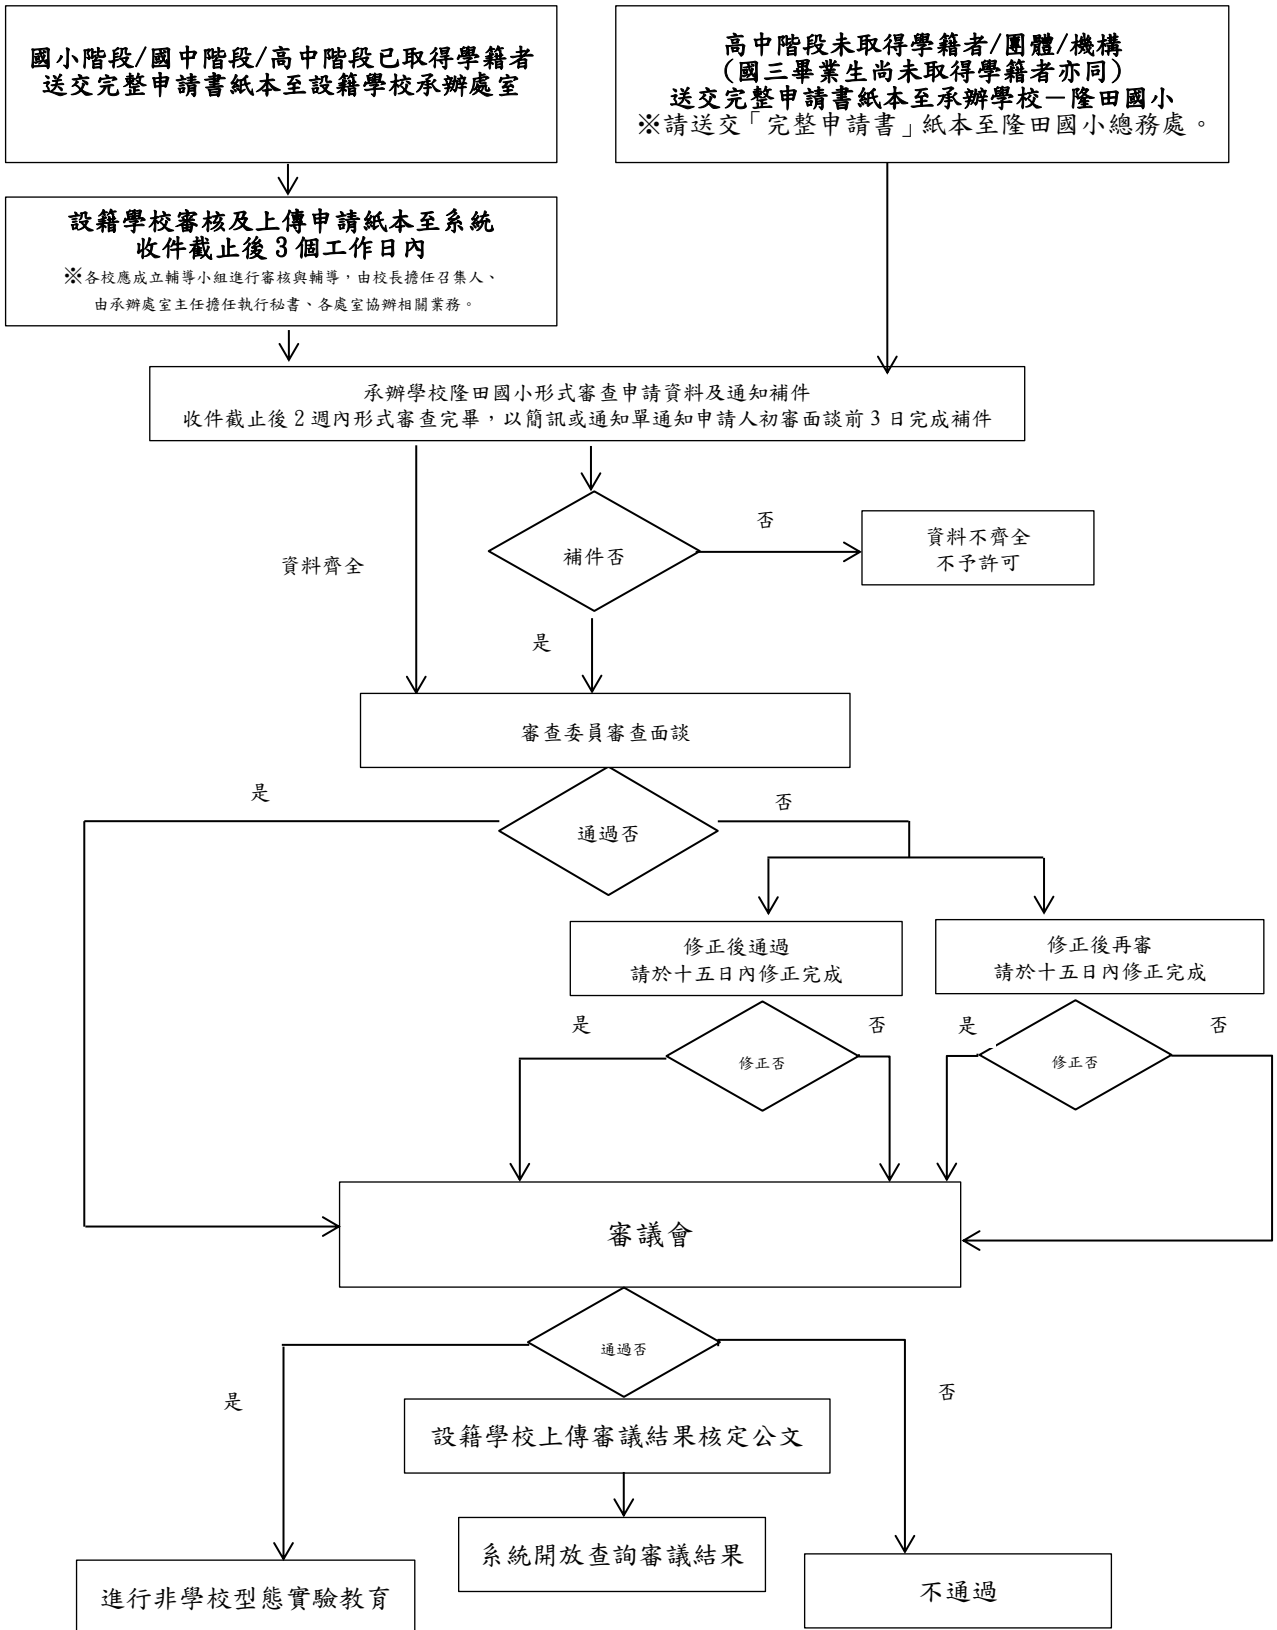 國小階段/國中階段/高中階段已取得學籍者
送交完整申請書紙本至設籍學校承辦處室
高中階段未取得學籍者/團體/機構
(國三畢業生尚未取得學籍者亦同)
送交完整申請書紙本至承辦學校－隆田國小
※請送交「完整申請書」紙本至隆田國小總務處。
設籍學校審核及上傳申請紙本至系統
收件截止後 3 個工作日內
※各校應成立輔導小組進行審核與輔導，由校長擔任召集人、
由承辦處室主任擔任執行秘書、各處室協辦相關業務。
承辦學校隆田國小形式審查申請資料及通知補件
收件截止後 2 週內形式審查完畢，以簡訊或通知單通知申請人初審面談前 3 日完成補件
否
資料不齊全
不予許可
補件否
資料齊全
是
審查委員審查面談
是
否
通過否
修正後通過
請於十五日內修正完成
修正後再審
請於十五日內修正完成
是
否
是
否
修正否
修正否
審議會
通過否
是
否
設籍學校上傳審議結果核定公文
系統開放查詢審議結果
進行非學校型態實驗教育
不通過